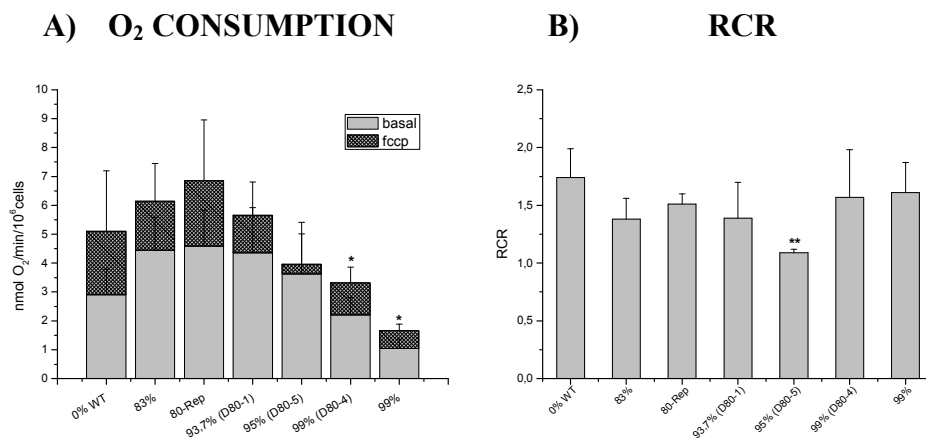 A) O₂ CONSUMPTION
B) RCR
10
9
8
7
6
5
4
3
2
1
0
nmol O₂/min/10⁶cells
basal
fccp
*
*
0% WT
83%
80-Rep
93,7% (D80-1)
95% (D80-5)
99% (D80-4)
99%
2,5
2,0
1,5
1,0
0,5
0,0
RCR
**
0% WT
83%
80-Rep
93,7% (D80-1)
95% (D80-5)
99% (D80-4)
99%